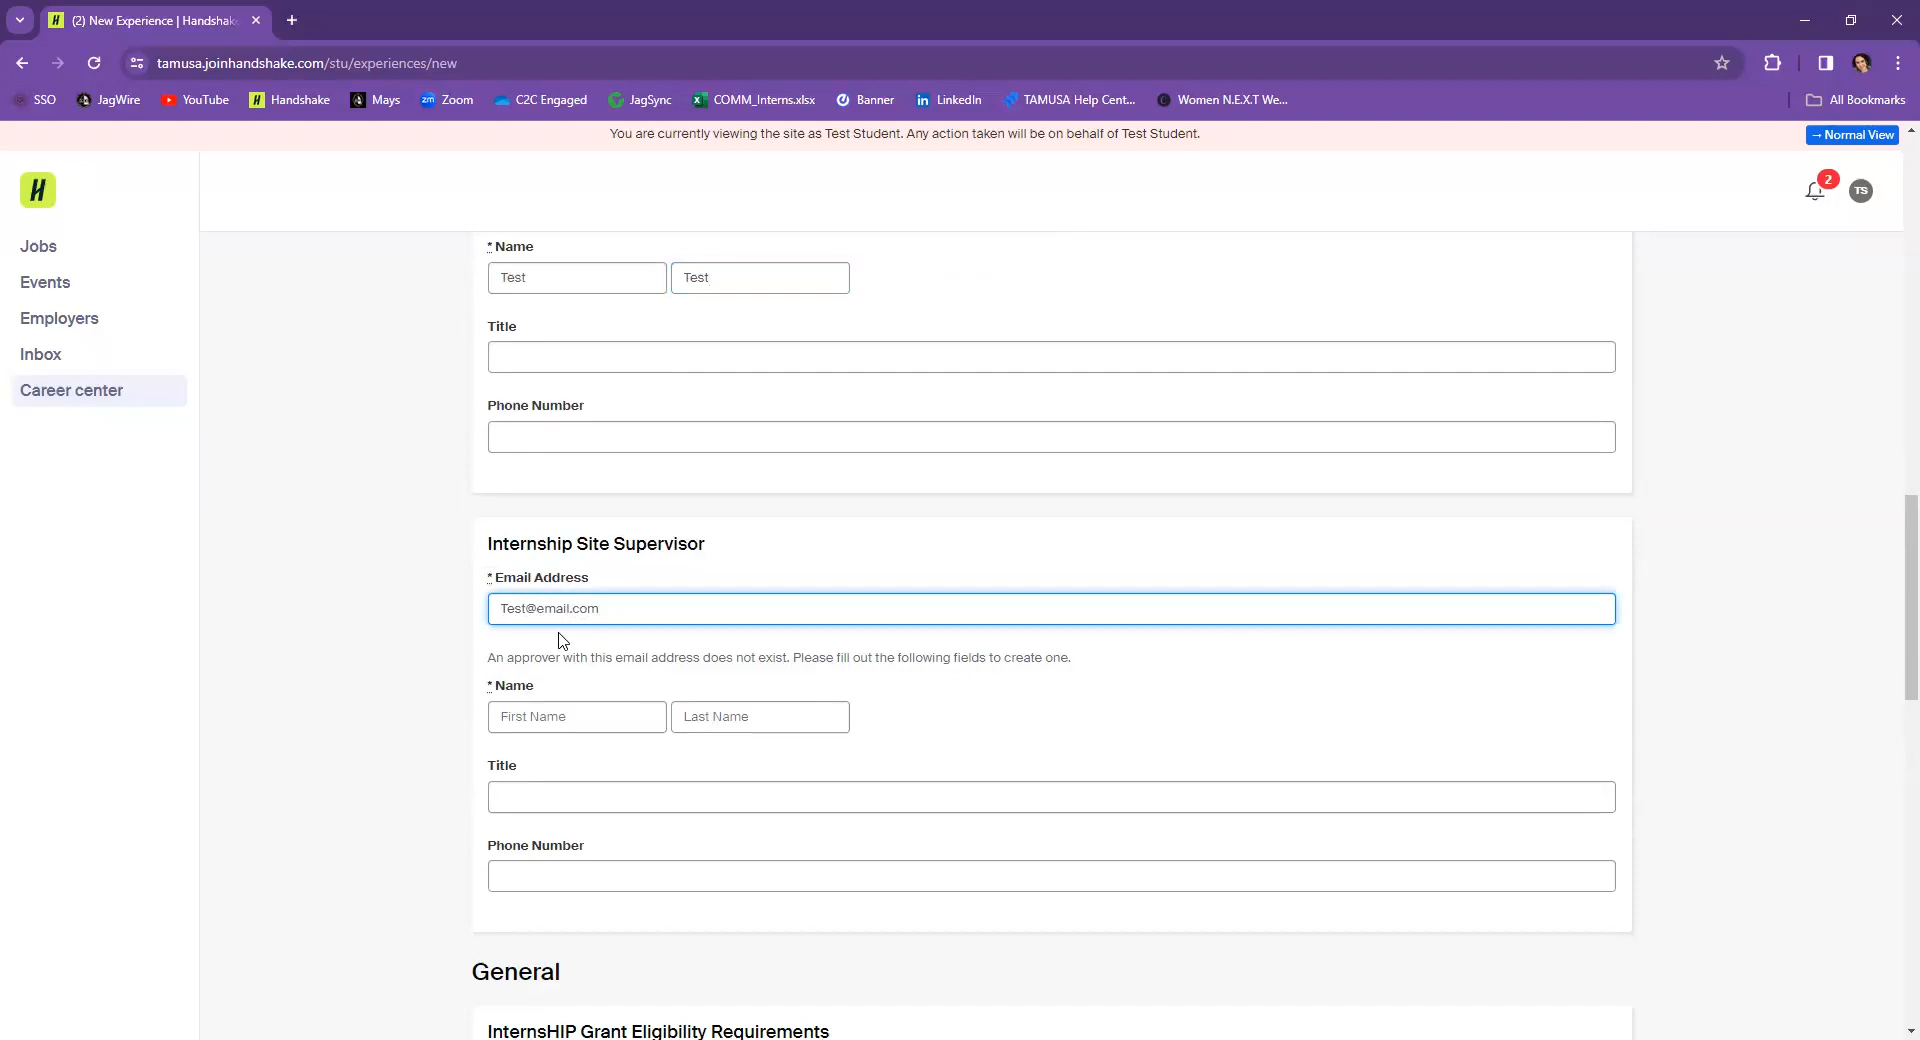 (2) New Experience | Handshake
tamusa.joinhandshake.com/stu/experiences/new
SSO JagWire YouTube Handshake Mays Zoom C2C Engaged JagSync COMM_Interns.xlsx Banner LinkedIn TAMUSA Help Cent... Women N.E.X.T We... All Bookmarks
You are currently viewing the site as Test Student. Any action taken will be on behalf of Test Student.
→ Normal View
2
TS
Jobs
Events
Employers
Inbox
Career center
* Name
Test Test
Title
Phone Number
Internship Site Supervisor
* Email Address
Test@email.com
An approver with this email address does not exist. Please fill out the following fields to create one.
* Name
First Name Last Name
Title
Phone Number
General
InternsHIP Grant Eligibility Requirements